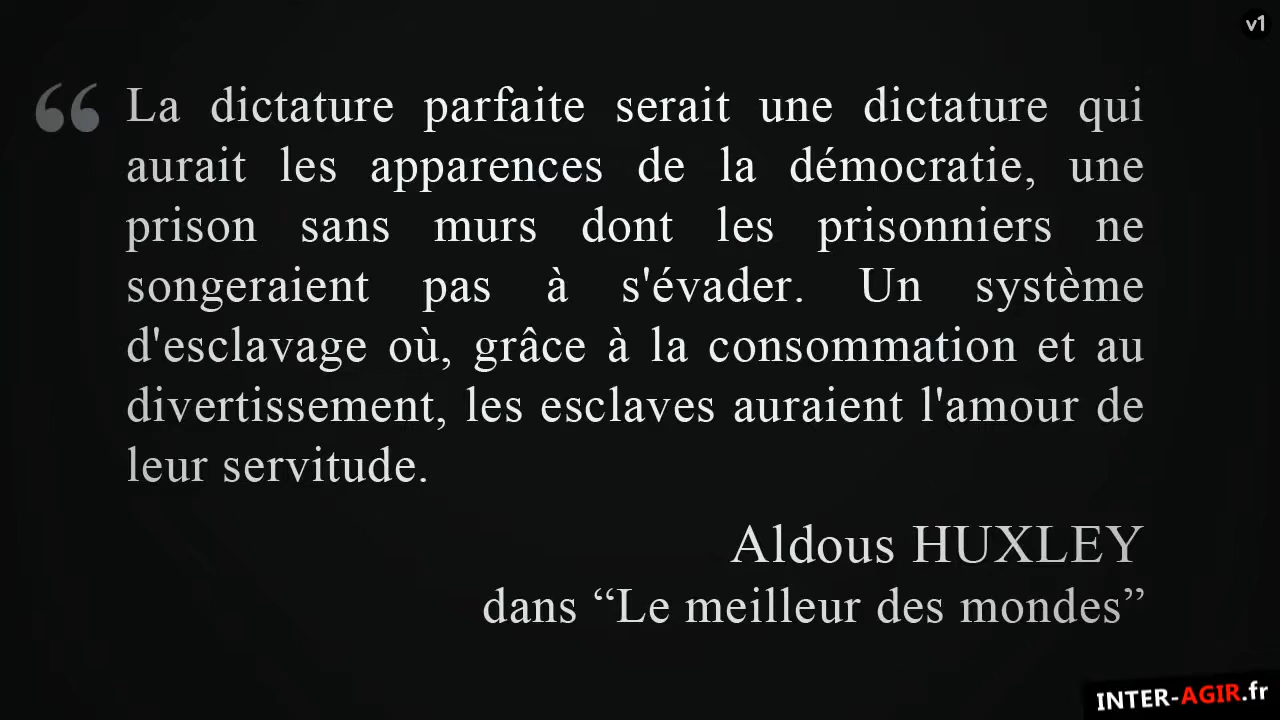 v1
“ La dictature parfaite serait une dictature qui
aurait les apparences de la démocratie, une
prison sans murs dont les prisonniers ne
songeraient pas à s'évader. Un système
d'esclavage où, grâce à la consommation et au
divertissement, les esclaves auraient l'amour de
leur servitude.
Aldous HUXLEY
dans “Le meilleur des mondes”
INTER-AGIR.fr